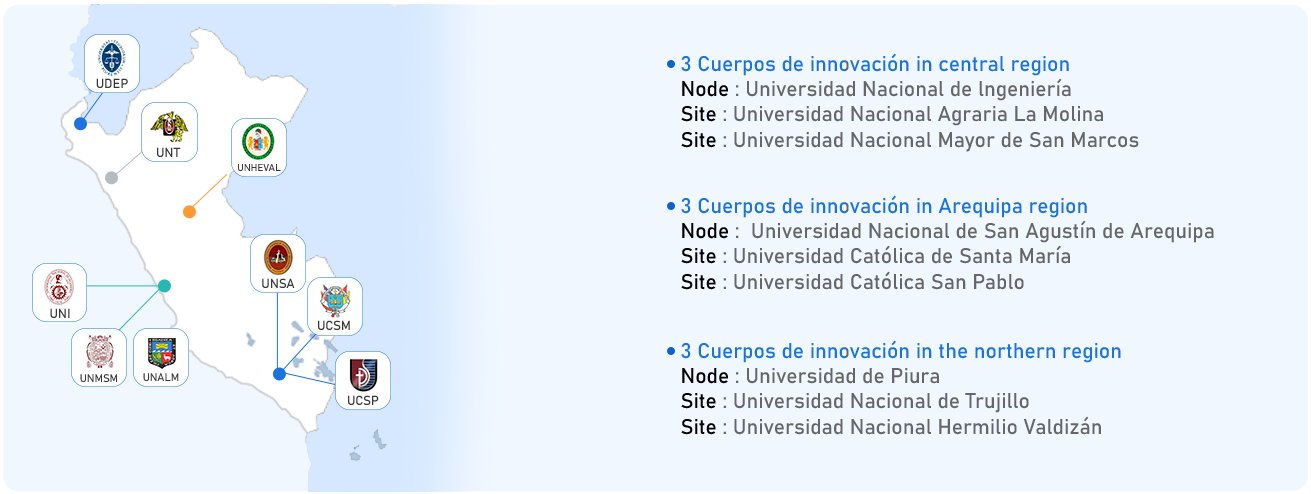 UDEP
UNT
UNHEVAL
UNSA
UNI
UCSM
UNMSM
UNALM
UCSP
• 3 Cuerpos de innovación in central region
Node : Universidad Nacional de Ingeniería
Site : Universidad Nacional Agraria La Molina
Site : Universidad Nacional Mayor de San Marcos
• 3 Cuerpos de innovación in Arequipa region
Node : Universidad Nacional de San Agustín de Arequipa
Site : Universidad Católica de Santa María
Site : Universidad Católica San Pablo
• 3 Cuerpos de innovación in the northern region
Node : Universidad de Piura
Site : Universidad Nacional de Trujillo
Site : Universidad Nacional Hermilio Valdizán